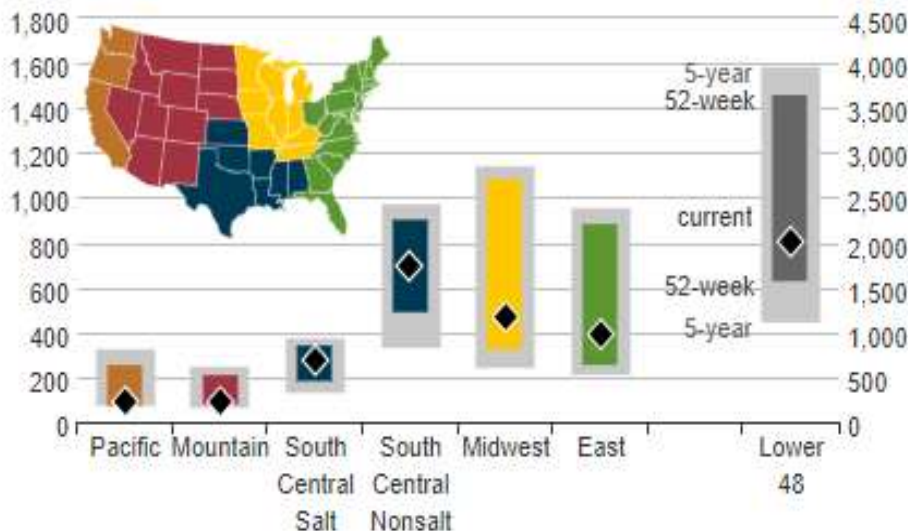 1,800
1,600
1,400
1,200
1,000
800
600
400
200
0
4,500
4,000
3,500
3,000
2,500
2,000
1,500
1,000
500
0
5-year
52-week
current
52-week
5-year
Pacific
Mountain
South
Central
Salt
South
Central
Nonsalt
Midwest
East
Lower
48